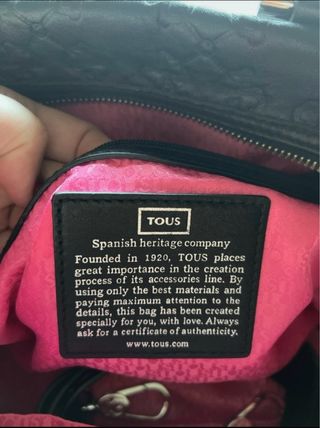 TOUS
Spanish heritage company
Founded in 1920, TOUS places
great importance in the creation
process of its accessories line. By
using only the best materials and
paying maximum attention to the
details, this bag has been created
specially for you, with love. Always
ask for a certificate of authenticity.
www.tous.com